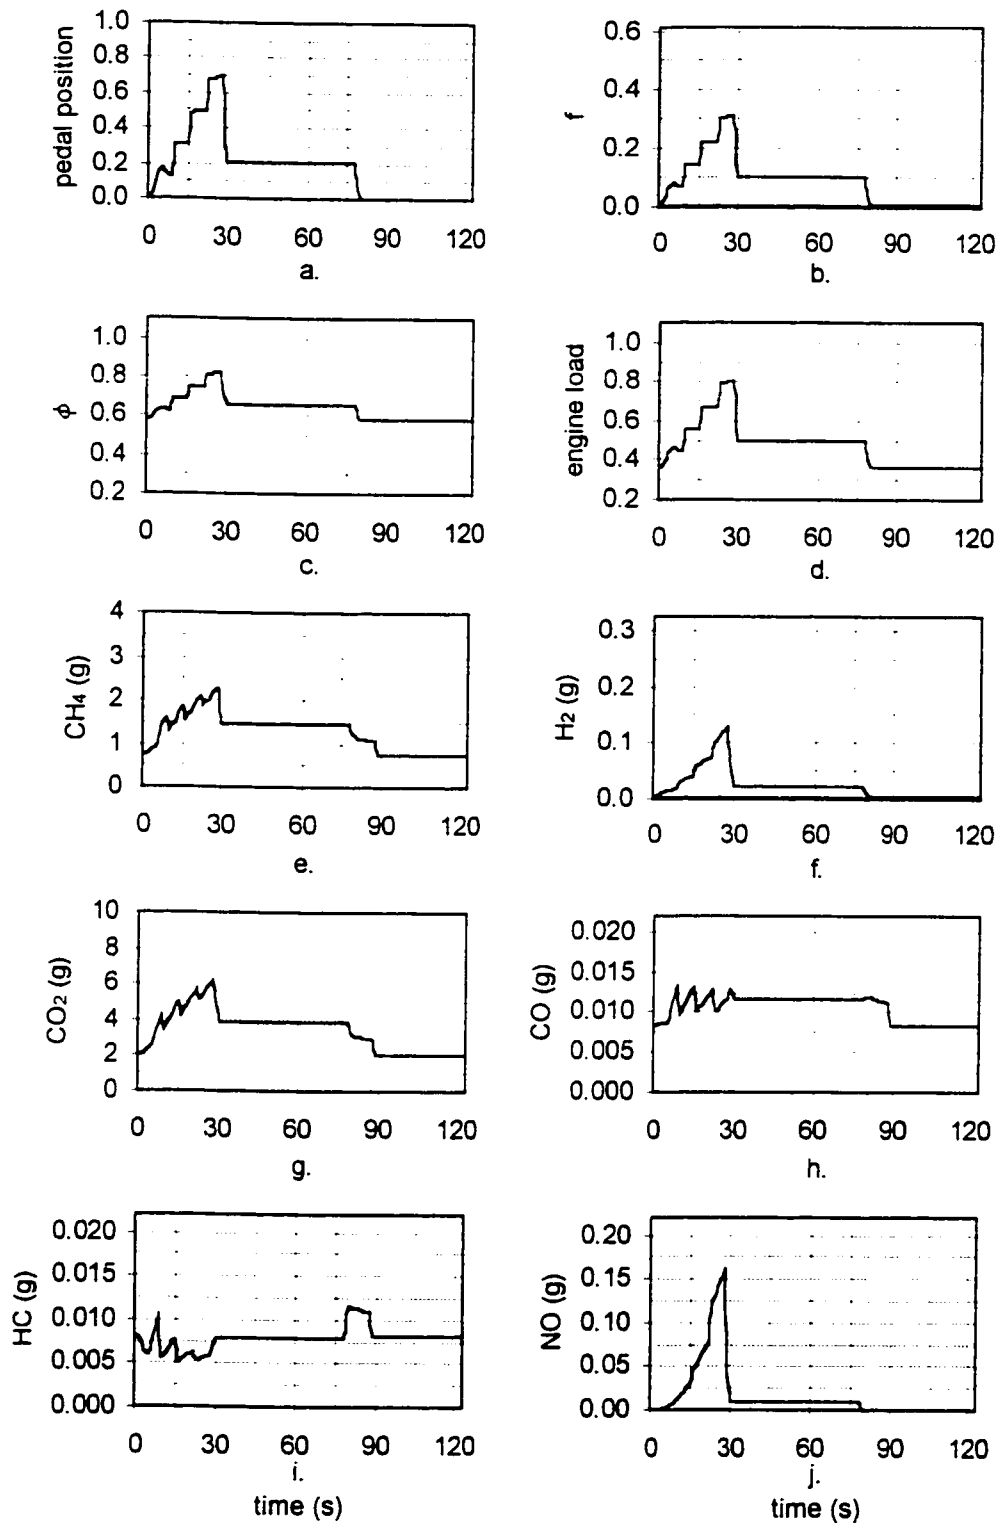 pedal position
1.0
0.8
0.6
0.4
0.2
0.0
0 30 60 90 120
a.
f
0.6
0.4
0.2
0.0
0 30 60 90 120
b.
ϕ
1.0
0.8
0.6
0.4
0.2
0 30 60 90 120
c.
engine load
1.0
0.8
0.6
0.4
0.2
0 30 60 90 120
d.
CH4 (g)
4
3
2
1
0
0 30 60 90 120
e.
H2 (g)
0.3
0.2
0.1
0.0
0 30 60 90 120
f.
CO2 (g)
10
8
6
4
2
0
0 30 60 90 120
g.
CO (g)
0.020
0.015
0.010
0.005
0.000
0 30 60 90 120
h.
HC (g)
0.020
0.015
0.010
0.005
0.000
0 30 60 90 120
i.
time (s)
NO (g)
0.20
0.15
0.10
0.05
0.00
0 30 60 90 120
j.
time (s)